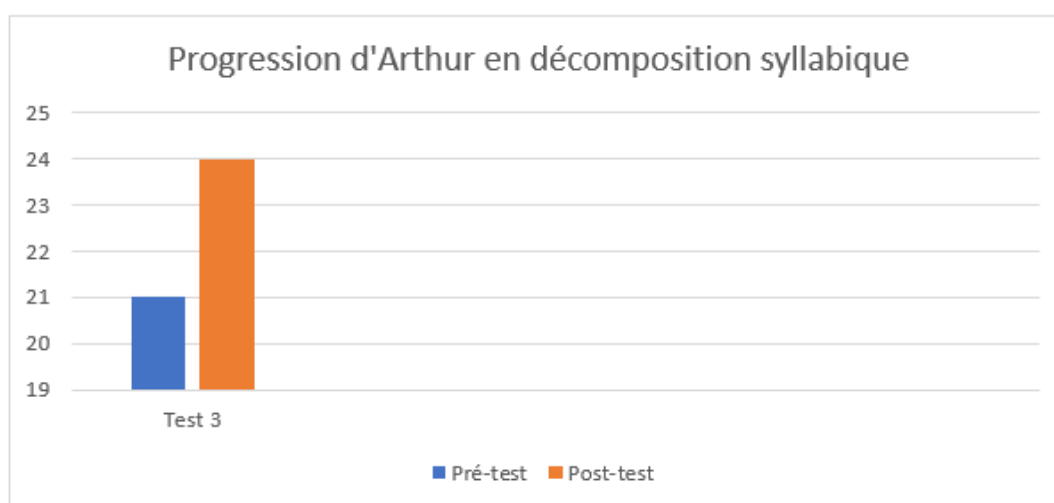 Progression d'Arthur en décomposition syllabique
25
24
23
22
21
20
19
Test 3
Pré-test Post-test